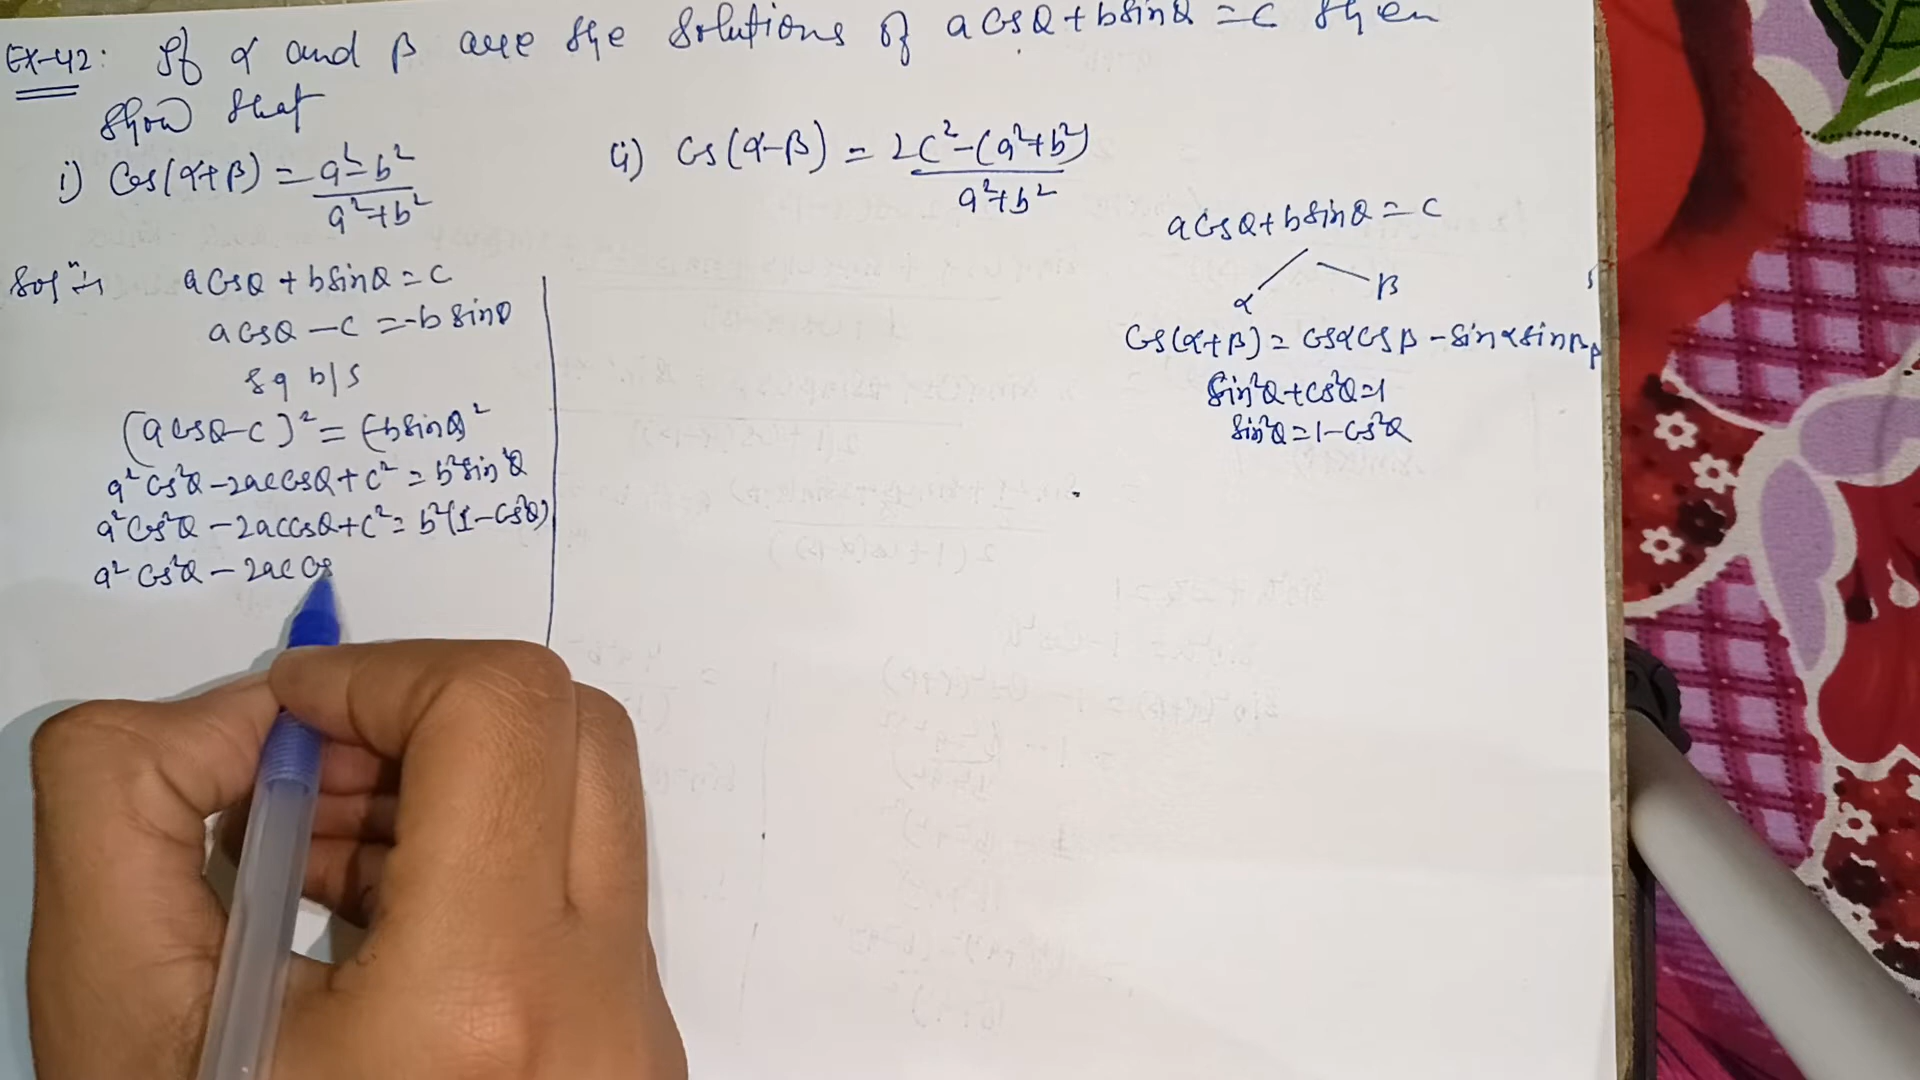 Ex-42: If α and β are the solutions of a cosθ + b sinθ = c then
show that
i) Cos(α+β) = a²-b² / a²+b²
ii) Cos(α-β) = 2c²-(a²+b²) / a²+b²
Solⁿ:- a cosθ + b sinθ = c
a cosθ - c = -b sinθ
sq b/s
(a cosθ - c)² = (-b sinθ)²
a² cos²θ - 2ac cosθ + c² = b² sin²θ
a² cos²θ - 2ac cosθ + c² = b²(1-cos²θ)
a² cos²θ - 2ac cos
a cosθ + b sinθ = c
α β
Cos(α+β) = cosα cosβ - sinα sinβ
sin²θ + cos²θ = 1
sin²θ = 1 - cos²θ